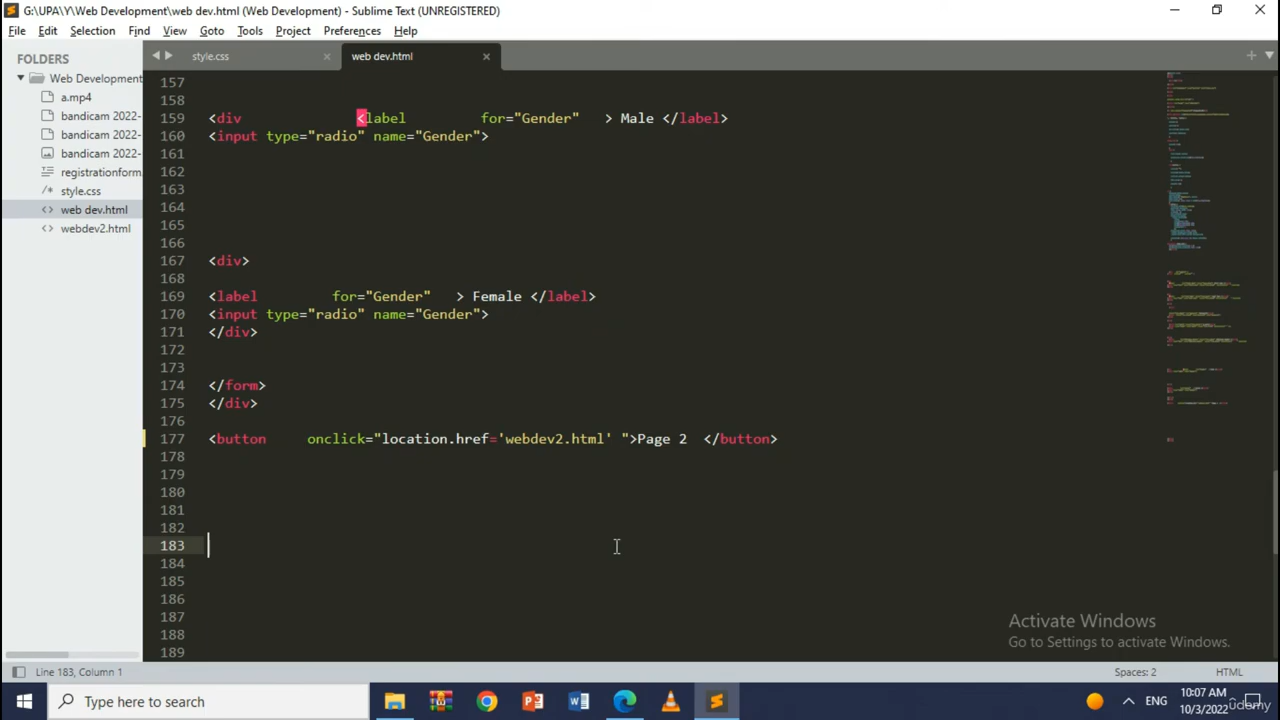 G:\UPA\Y\Web Development\web dev.html (Web Development) - Sublime Text (UNREGISTERED)
File Edit Selection Find View Goto Tools Project Preferences Help
FOLDERS
Web Development
a.mp4
bandicam 2022-
bandicam 2022-
bandicam 2022-
registrationform.
style.css
web dev.html
webdev2.html
style.css
web dev.html
157
158
159 <div <label for="Gender" > Male </label>
160 <input type="radio" name="Gender">
161
162
163
164
165
166
167 <div>
168
169 <label for="Gender" > Female </label>
170 <input type="radio" name="Gender">
171 </div>
172
173
174 </form>
175 </div>
176
177 <button onclick="location.href='webdev2.html' ">Page 2 </button>
178
179
180
181
182
183
184
185
186
187
188
189
Activate Windows
Go to Settings to activate Windows.
Line 183, Column 1
Spaces: 2 HTML
Type here to search
ENG
10:07 AM
10/3/2022
udemy